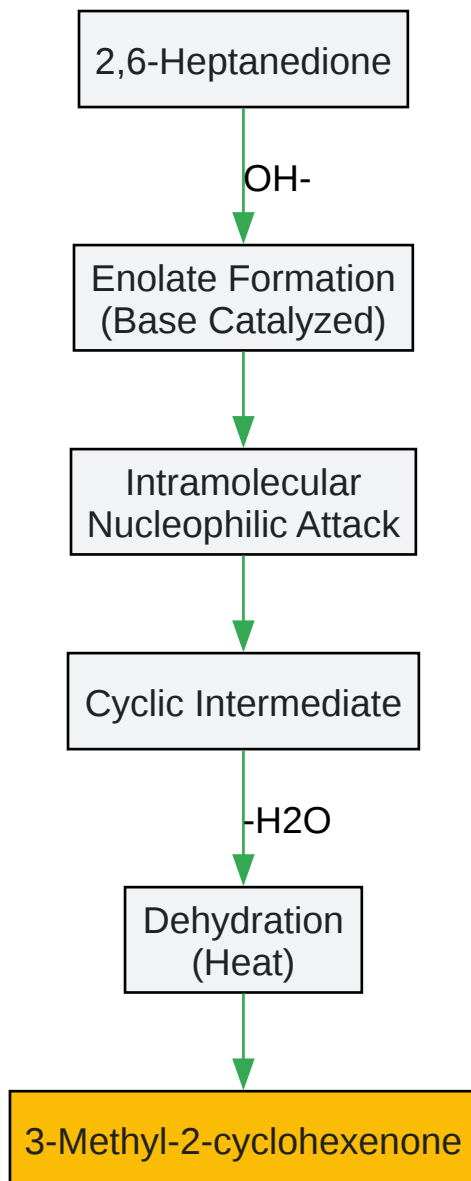 2,6-Heptanedione
OH-
Enolate Formation
(Base Catalyzed)
Intramolecular
Nucleophilic Attack
Cyclic Intermediate
-H2O
Dehydration
(Heat)
3-Methyl-2-cyclohexenone